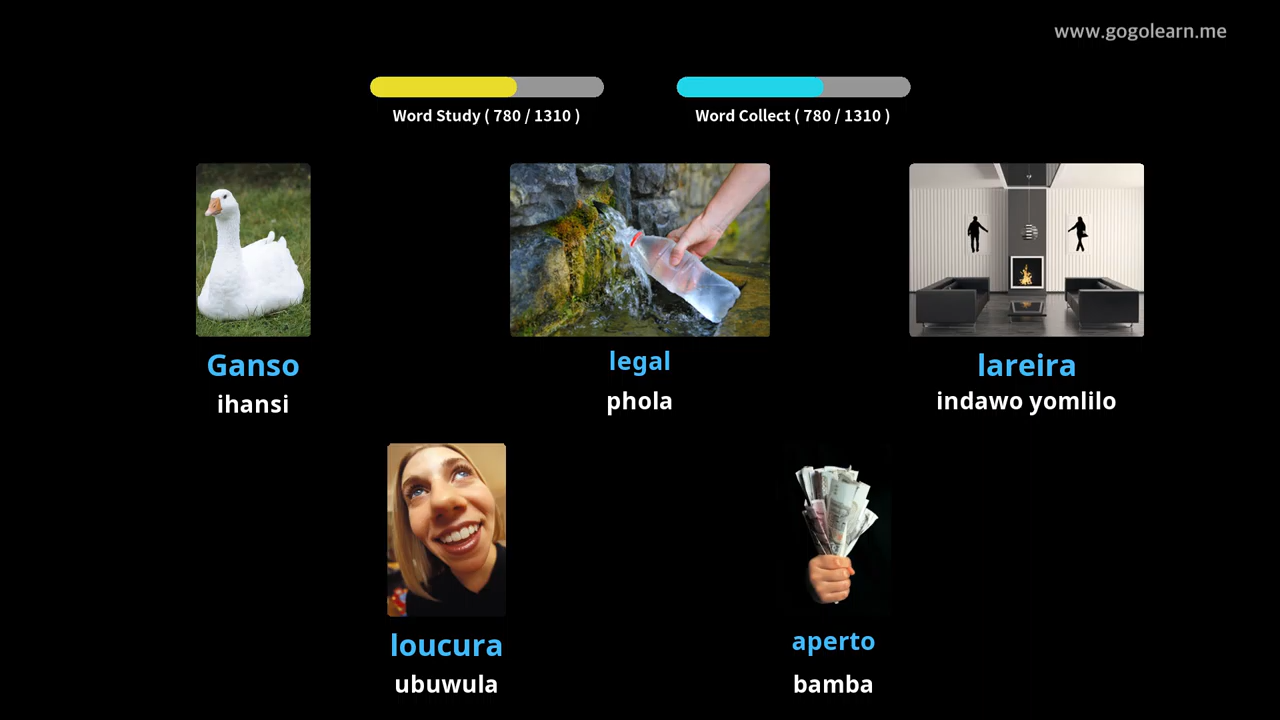 www.gogolearn.me
Word Study ( 780 / 1310 )
Word Collect ( 780 / 1310 )
Ganso
ihansi
legal
phola
lareira
indawo yomlilo
loucura
ubuwula
aperto
bamba